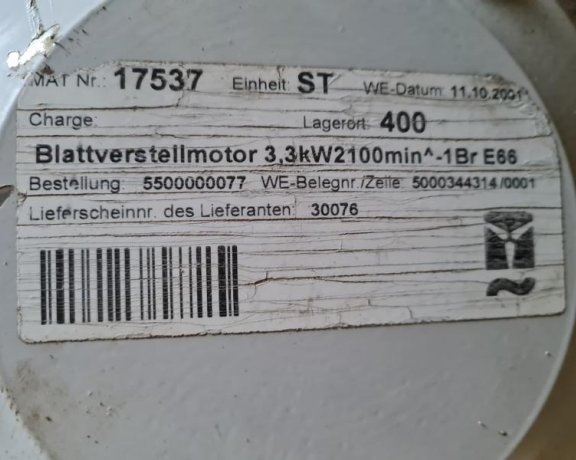 MAT Nr.: 17537 Einheit: ST WE-Datum: 11.10.2001
Charge: Lagerort: 400
Blattverstellmotor 3,3kW2100min^-1Br E66
Bestellung: 5500000077 WE-Belegnr./Zeile: 5000344314/0001
Lieferscheinnr. des Lieferanten: 30076